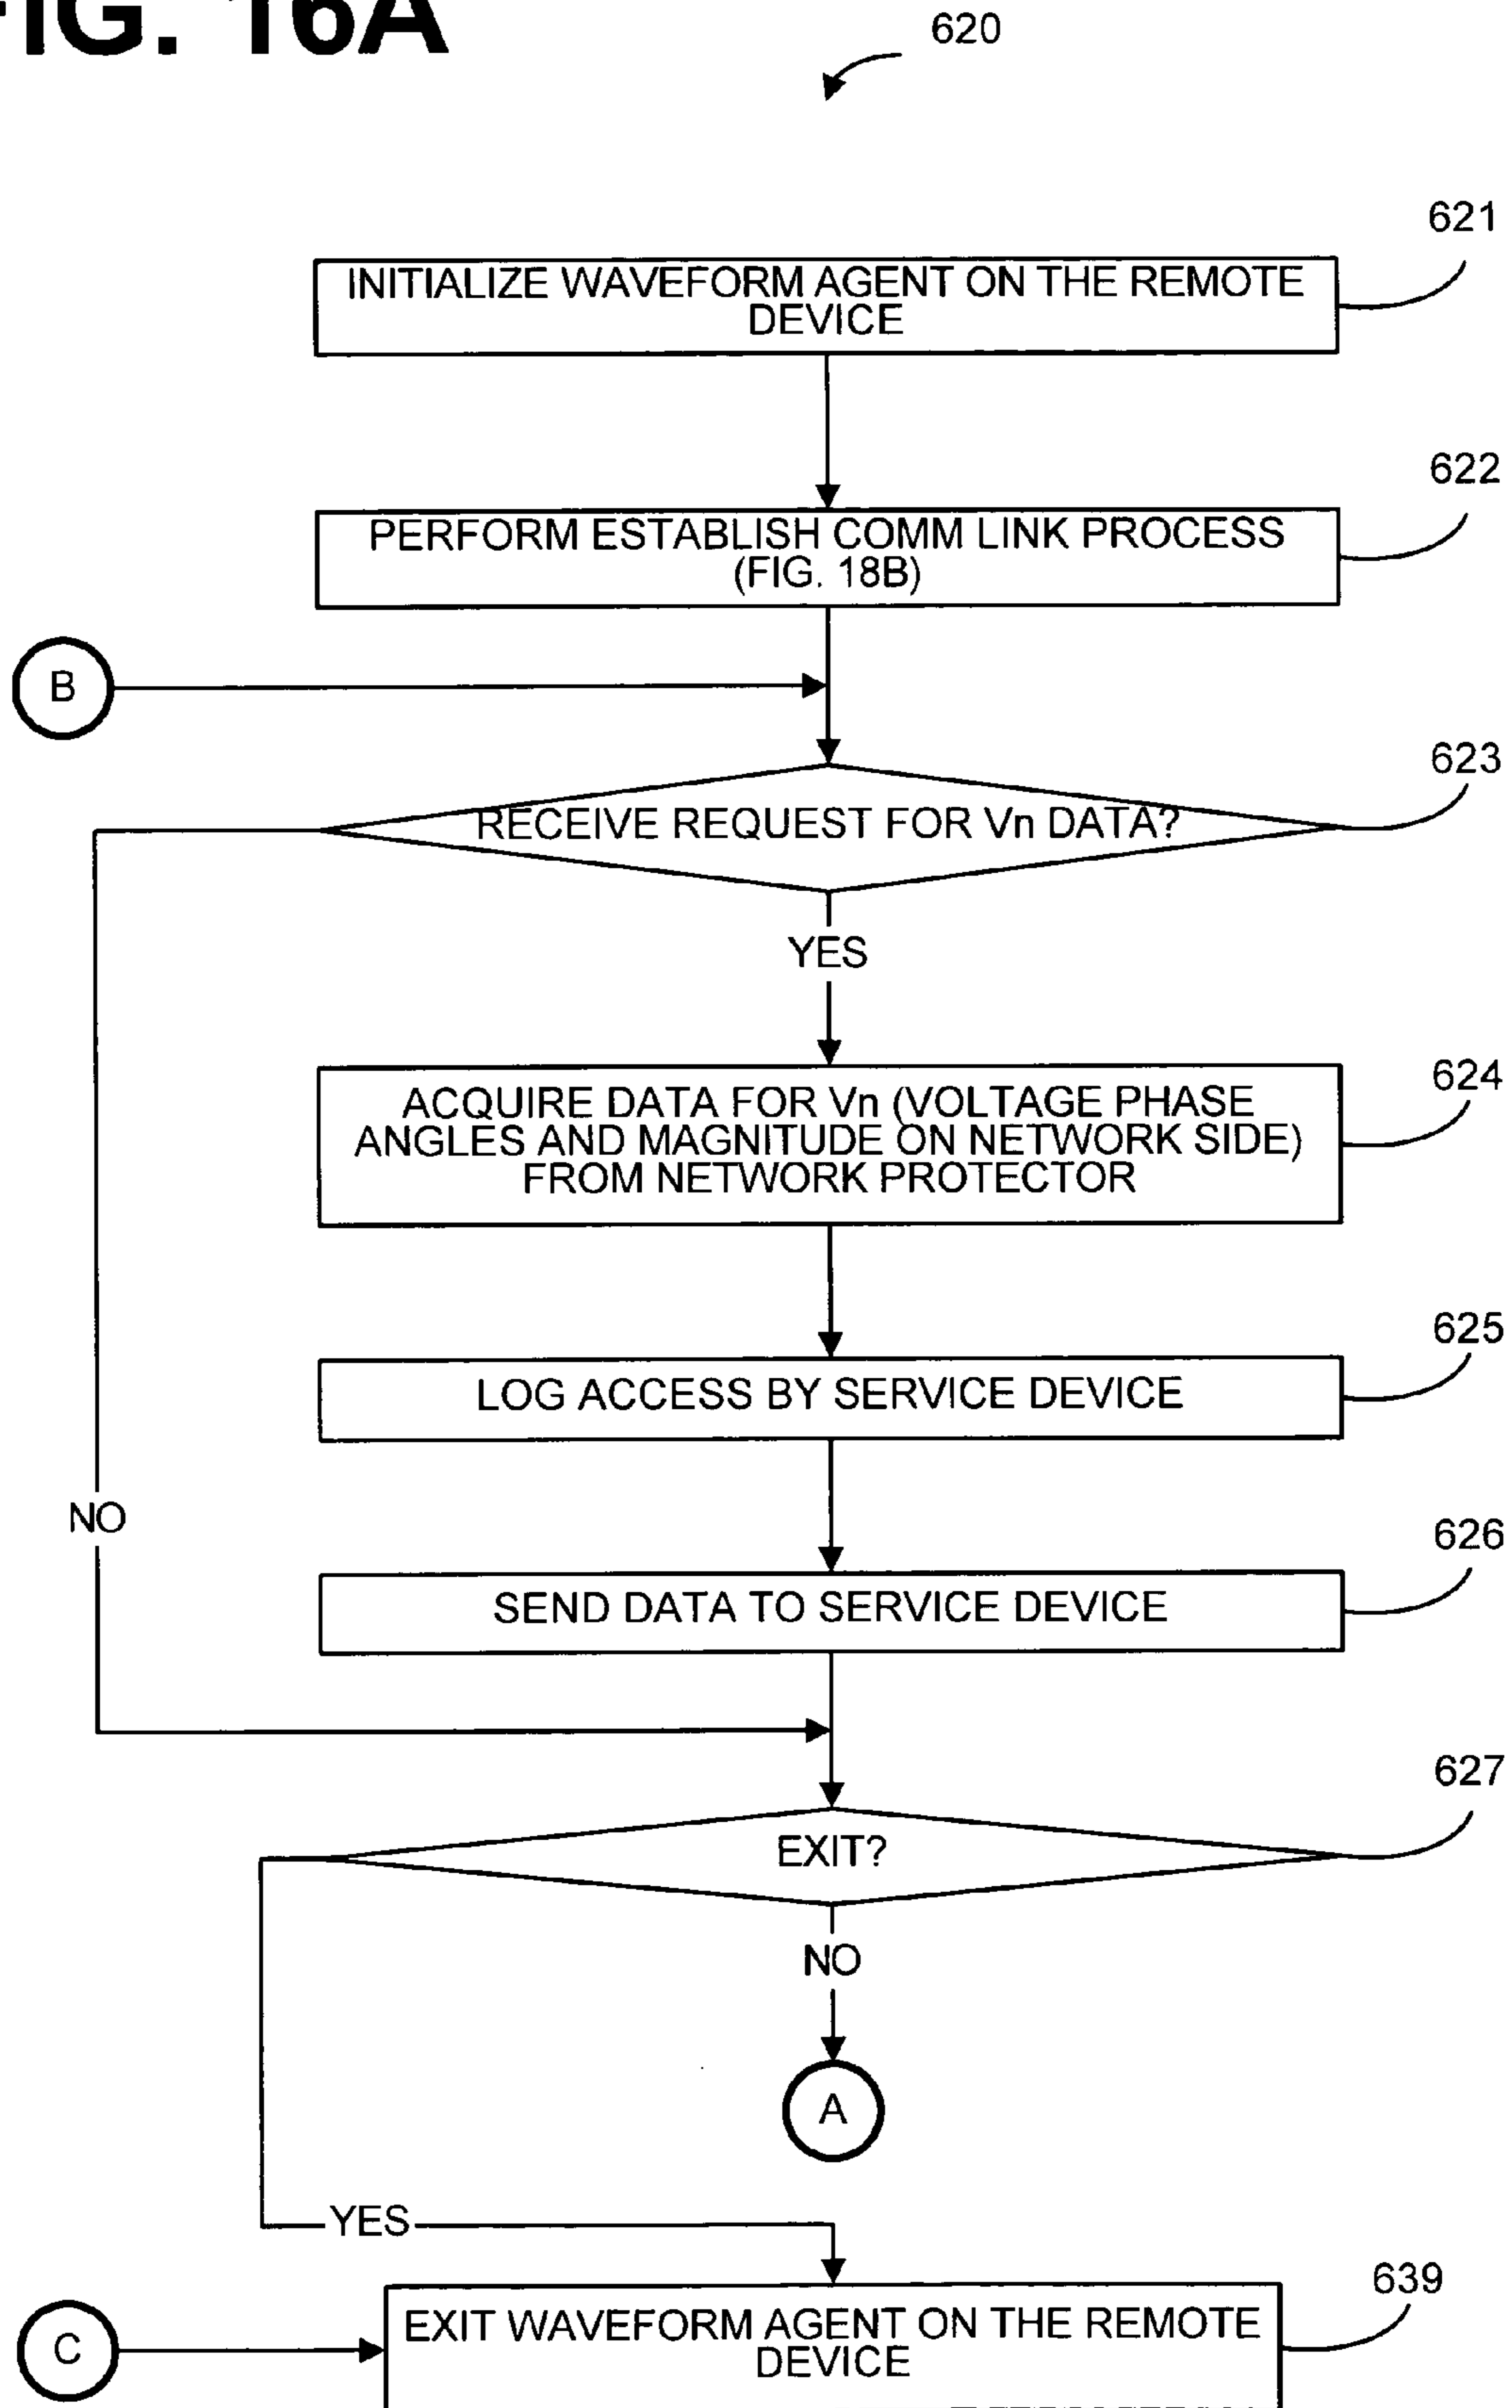 FIG. 16A
620
621
INITIALIZE WAVEFORM AGENT ON THE REMOTE
DEVICE
622
PERFORM ESTABLISH COMM LINK PROCESS
(FIG. 18B)
B
623
RECEIVE REQUEST FOR Vn DATA?
YES
624
ACQUIRE DATA FOR Vn (VOLTAGE PHASE
ANGLES AND MAGNITUDE ON NETWORK SIDE)
FROM NETWORK PROTECTOR
625
LOG ACCESS BY SERVICE DEVICE
NO
626
SEND DATA TO SERVICE DEVICE
627
EXIT?
NO
A
YES
639
EXIT WAVEFORM AGENT ON THE REMOTE
DEVICE
C